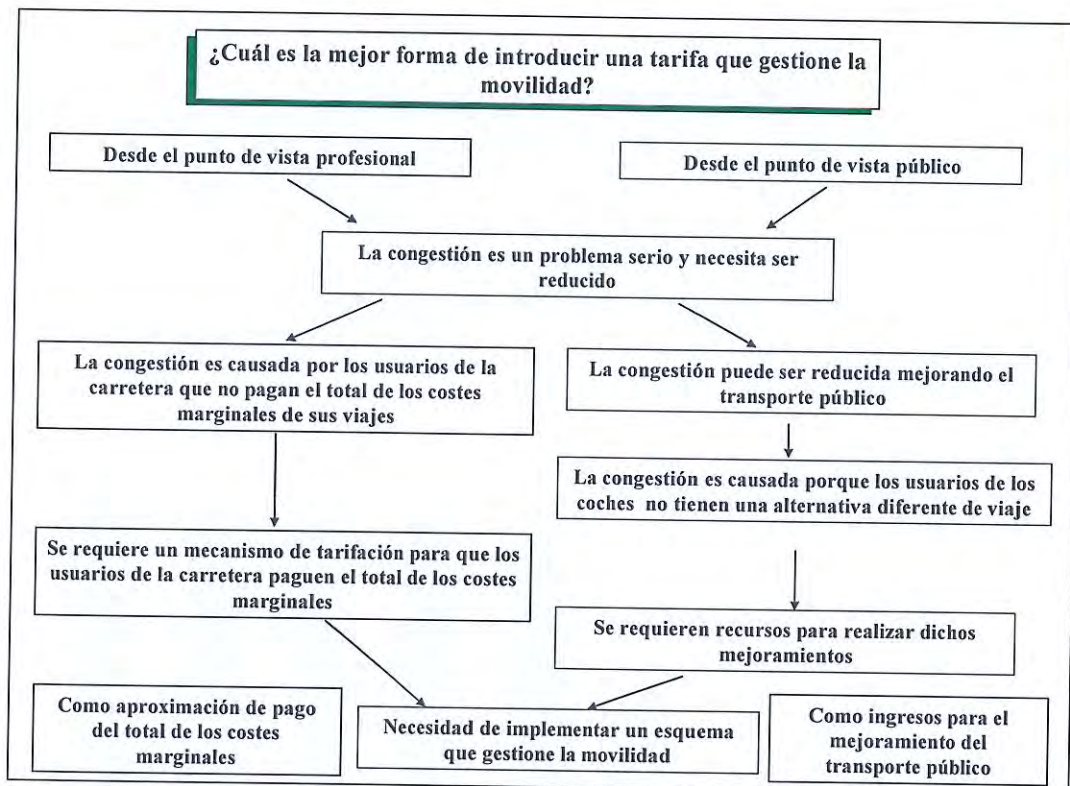 ¿Cuál es la mejor forma de introducir una tarifa que gestione la
movilidad?
Desde el punto de vista profesional
Desde el punto de vista público
La congestión es un problema serio y necesita ser
reducido
La congestión es causada por los usuarios de la
carretera que no pagan el total de los costes
marginales de sus viajes
La congestión puede ser reducida mejorando el
transporte público
La congestión es causada porque los usuarios de los
coches no tienen una alternativa diferente de viaje
Se requiere un mecanismo de tarifación para que los
usuarios de la carretera paguen el total de los costes
marginales
Se requieren recursos para realizar dichos
mejoramientos
Como aproximación de pago
del total de los costes
marginales
Necesidad de implementar un esquema
que gestione la movilidad
Como ingresos para el
mejoramiento del
transporte público